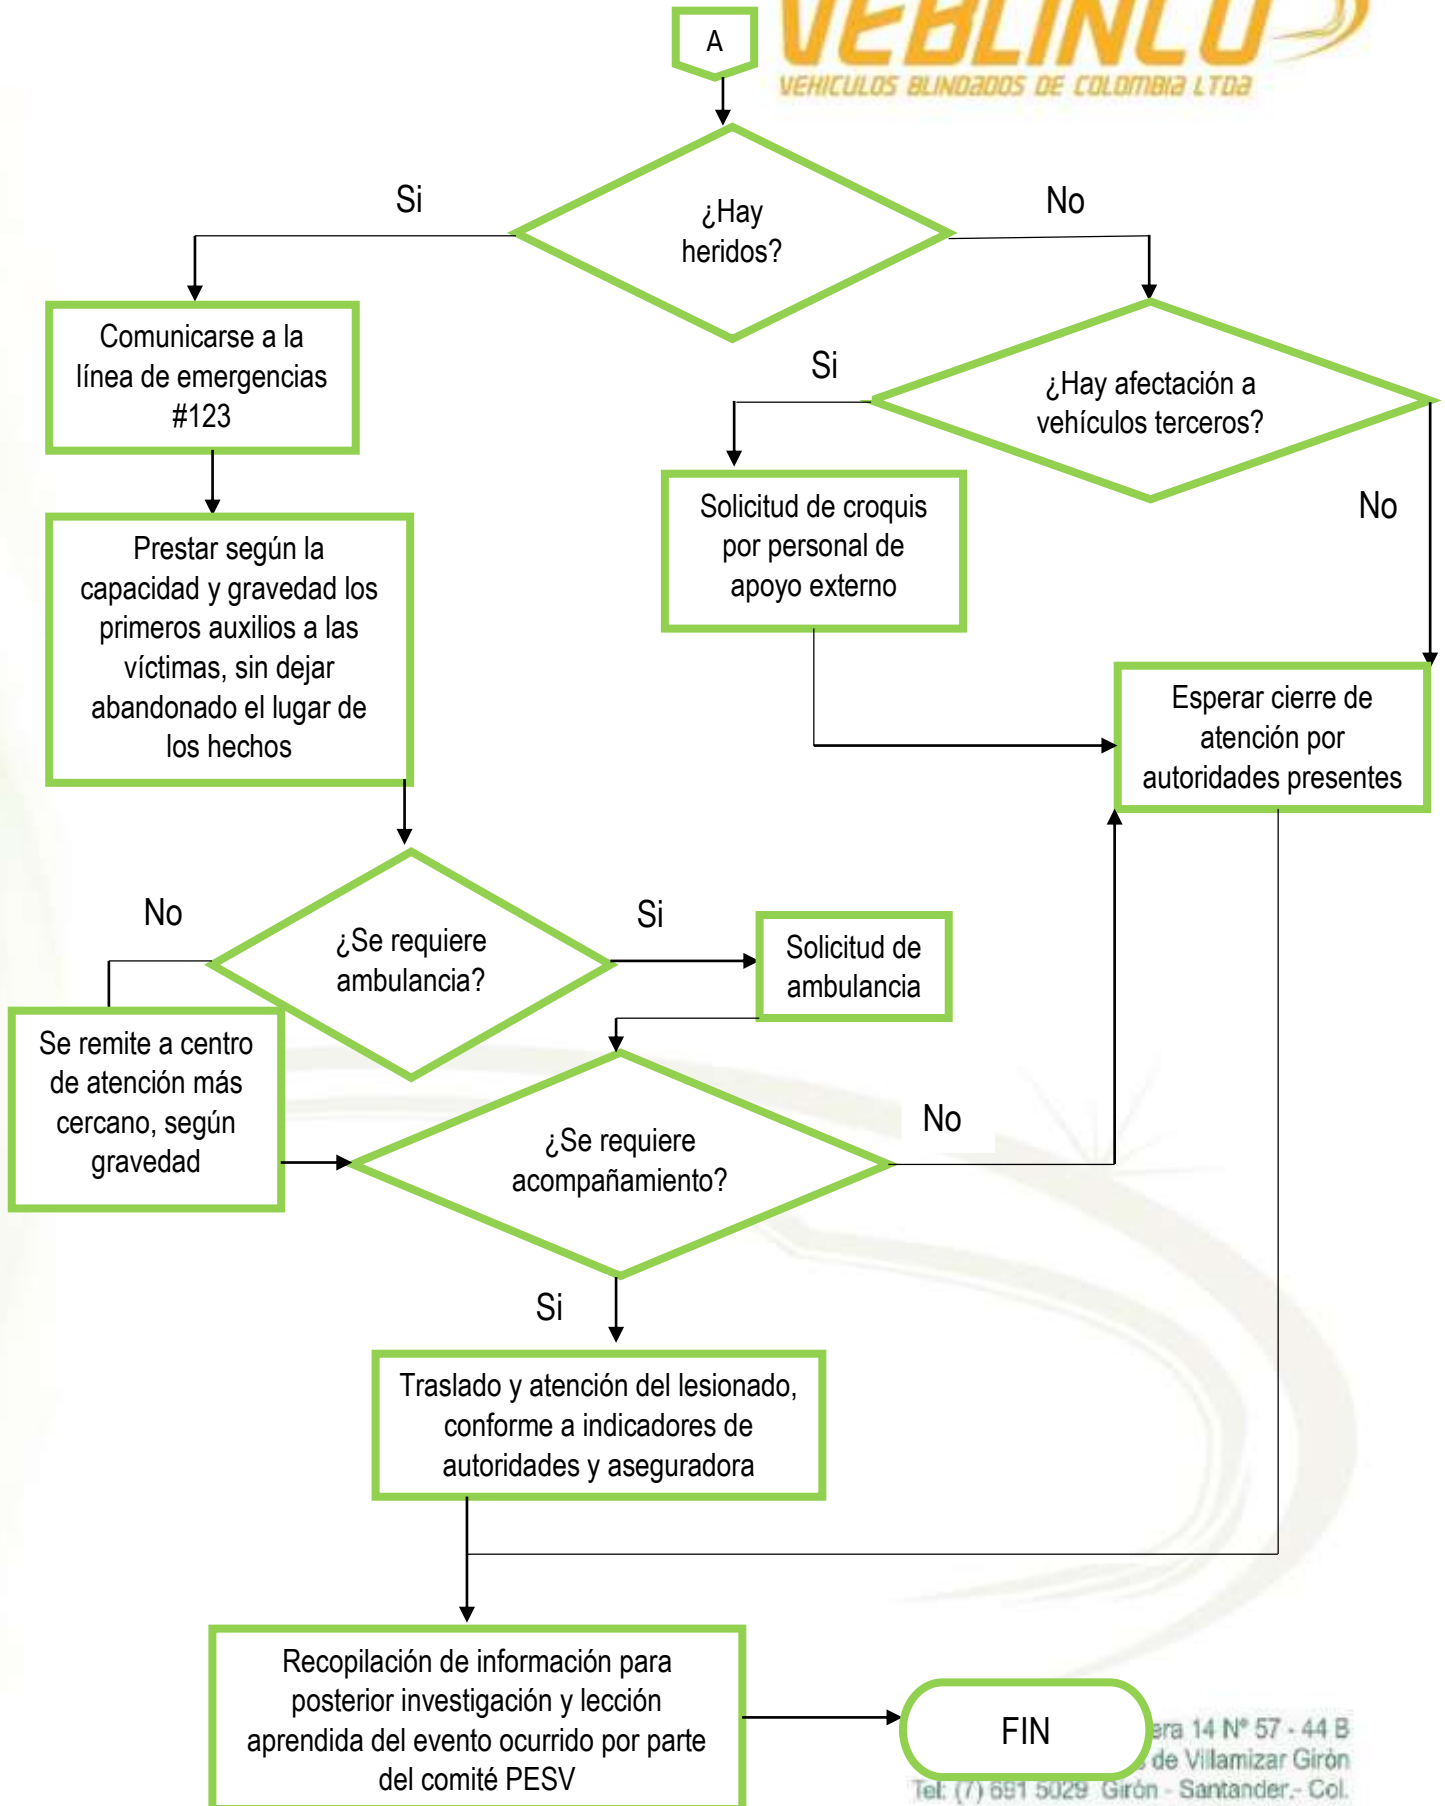 A
VEBLINCO
VEHICULOS BLINDADOS DE COLOMBIA LTDA
¿Hay
heridos?
Si
No
Comunicarse a la
línea de emergencias
#123
¿Hay afectación a
vehículos terceros?
Si
No
Solicitud de croquis
por personal de
apoyo externo
Prestar según la
capacidad y gravedad los
primeros auxilios a las
víctimas, sin dejar
abandonado el lugar de
los hechos
Esperar cierre de
atención por
autoridades presentes
No
Si
¿Se requiere
ambulancia?
Solicitud de
ambulancia
Se remite a centro
de atención más
cercano, según
gravedad
¿Se requiere
acompañamiento?
No
Si
Traslado y atención del lesionado,
conforme a indicadores de
autoridades y aseguradora
Recopilación de información para
posterior investigación y lección
aprendida del evento ocurrido por parte
del comité PESV
FIN
era 14 N° 57 - 44 B
de Villamizar Girón
Tel: (7) 691 5029 Girón - Santander.- Col.